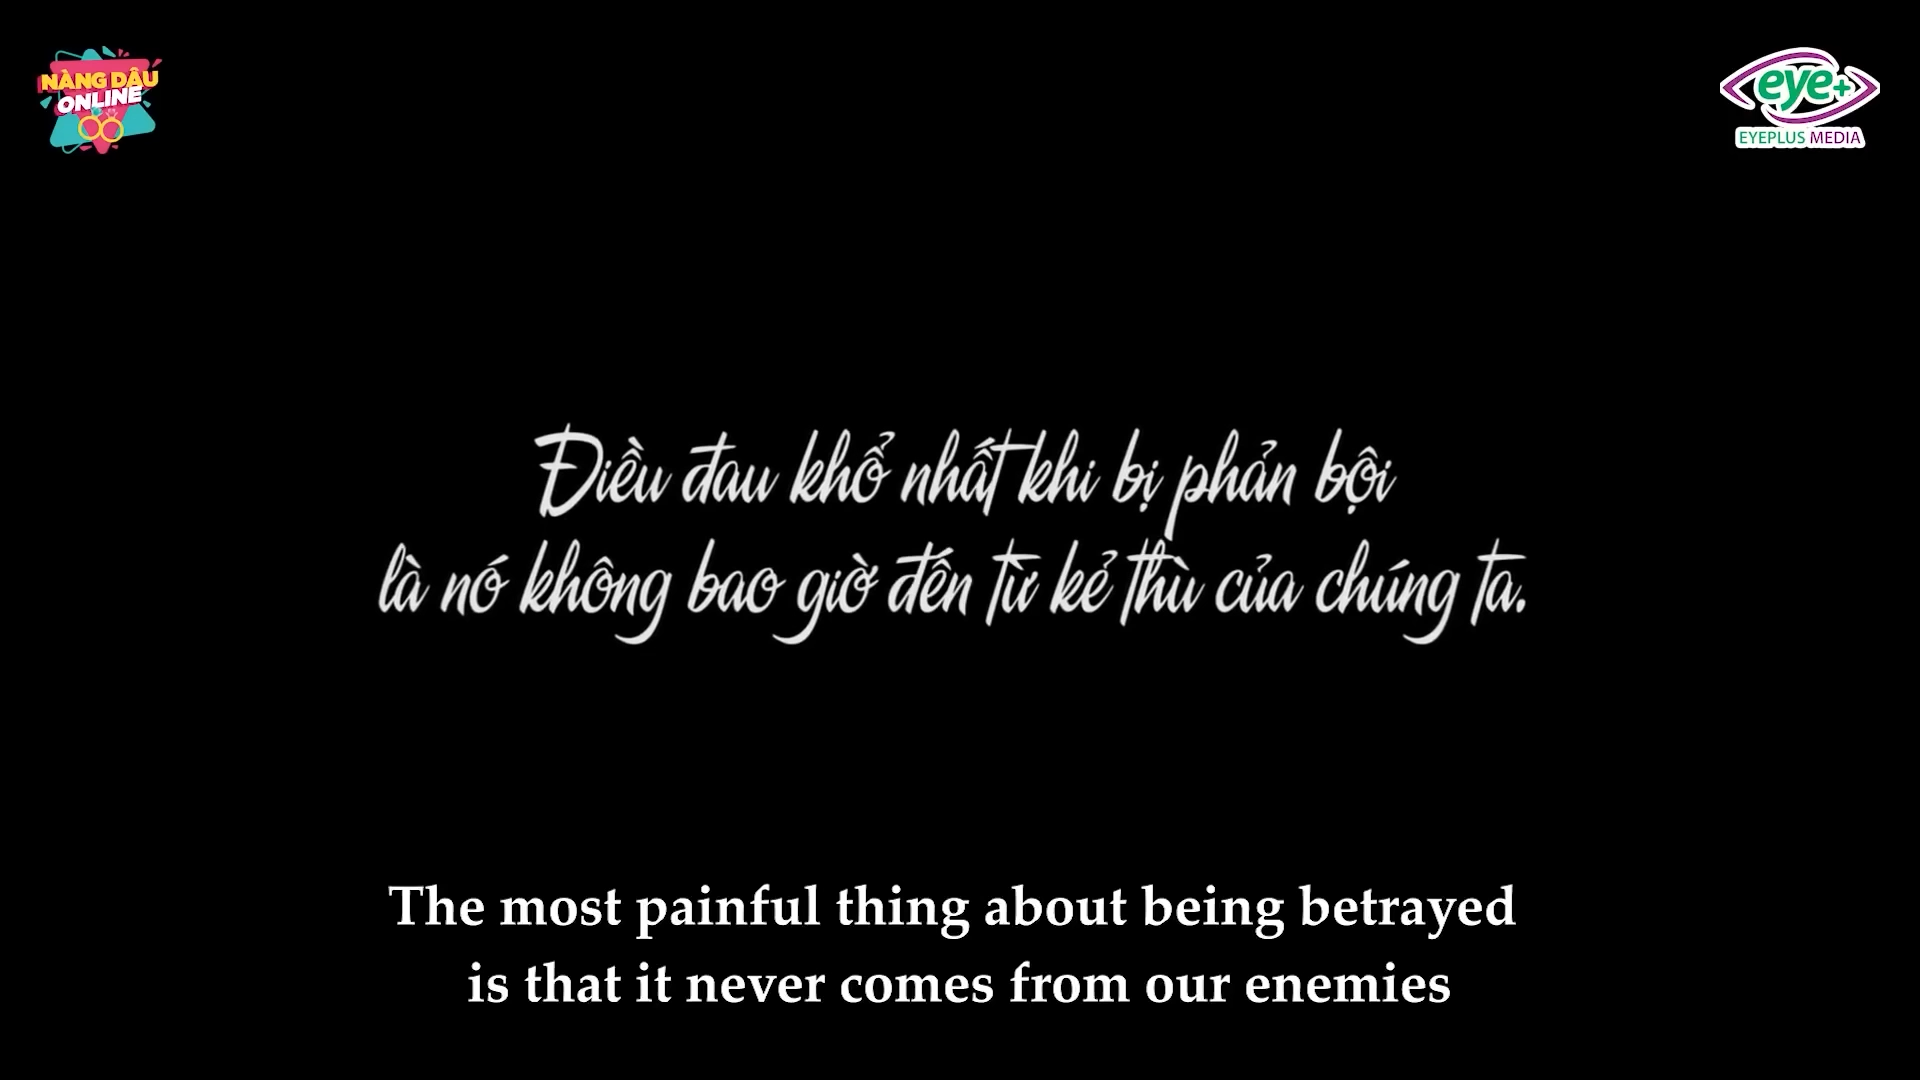 NÀNG DÂU
ONLINE
eye+
EYEPLUS MEDIA
Điều đau khổ nhất khi bị phản bội
là nó không bao giờ đến từ kẻ thù của chúng ta.
The most painful thing about being betrayed
is that it never comes from our enemies